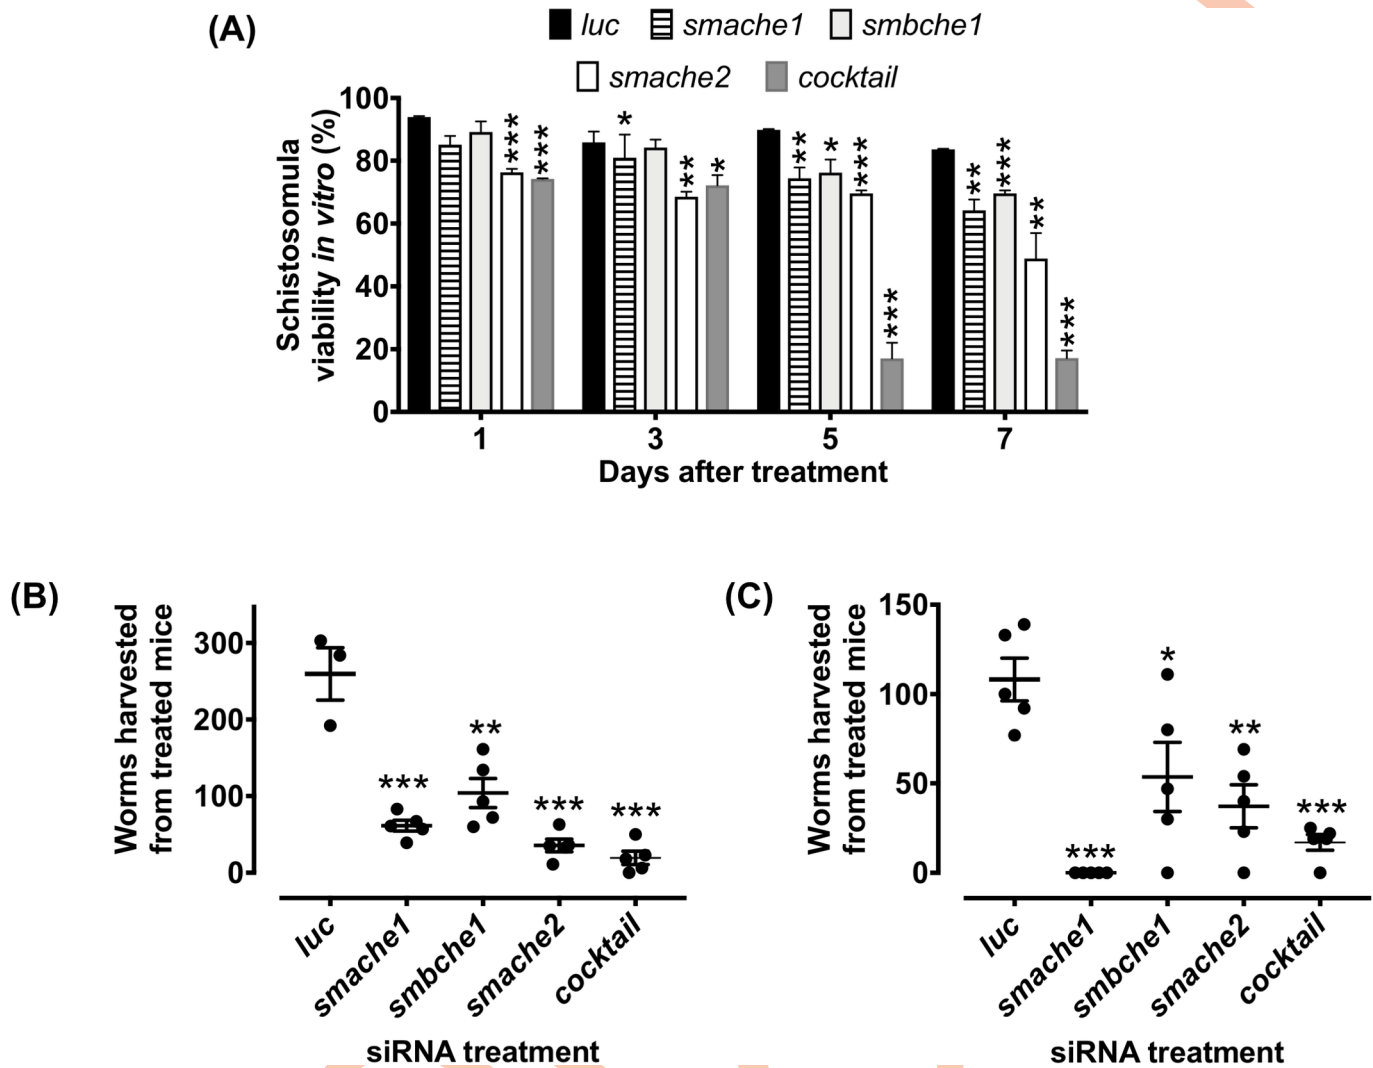 (A)
luc smache1 smbche1
smache2 cocktail
Schistosomula
viability in vitro (%)
100
80
60
40
20
0
*** ***
* ** *
** * *** ***
** *** ** ***
1 3 5 7
Days after treatment
(B)
Worms harvested
from treated mice
300
200
100
0
*** ** *** ***
luc smache1 smbche1 smache2 cocktail
siRNA treatment
(C)
Worms harvested
from treated mice
150
100
50
0
*** * ** ***
luc smache1 smbche1 smache2 cocktail
siRNA treatment